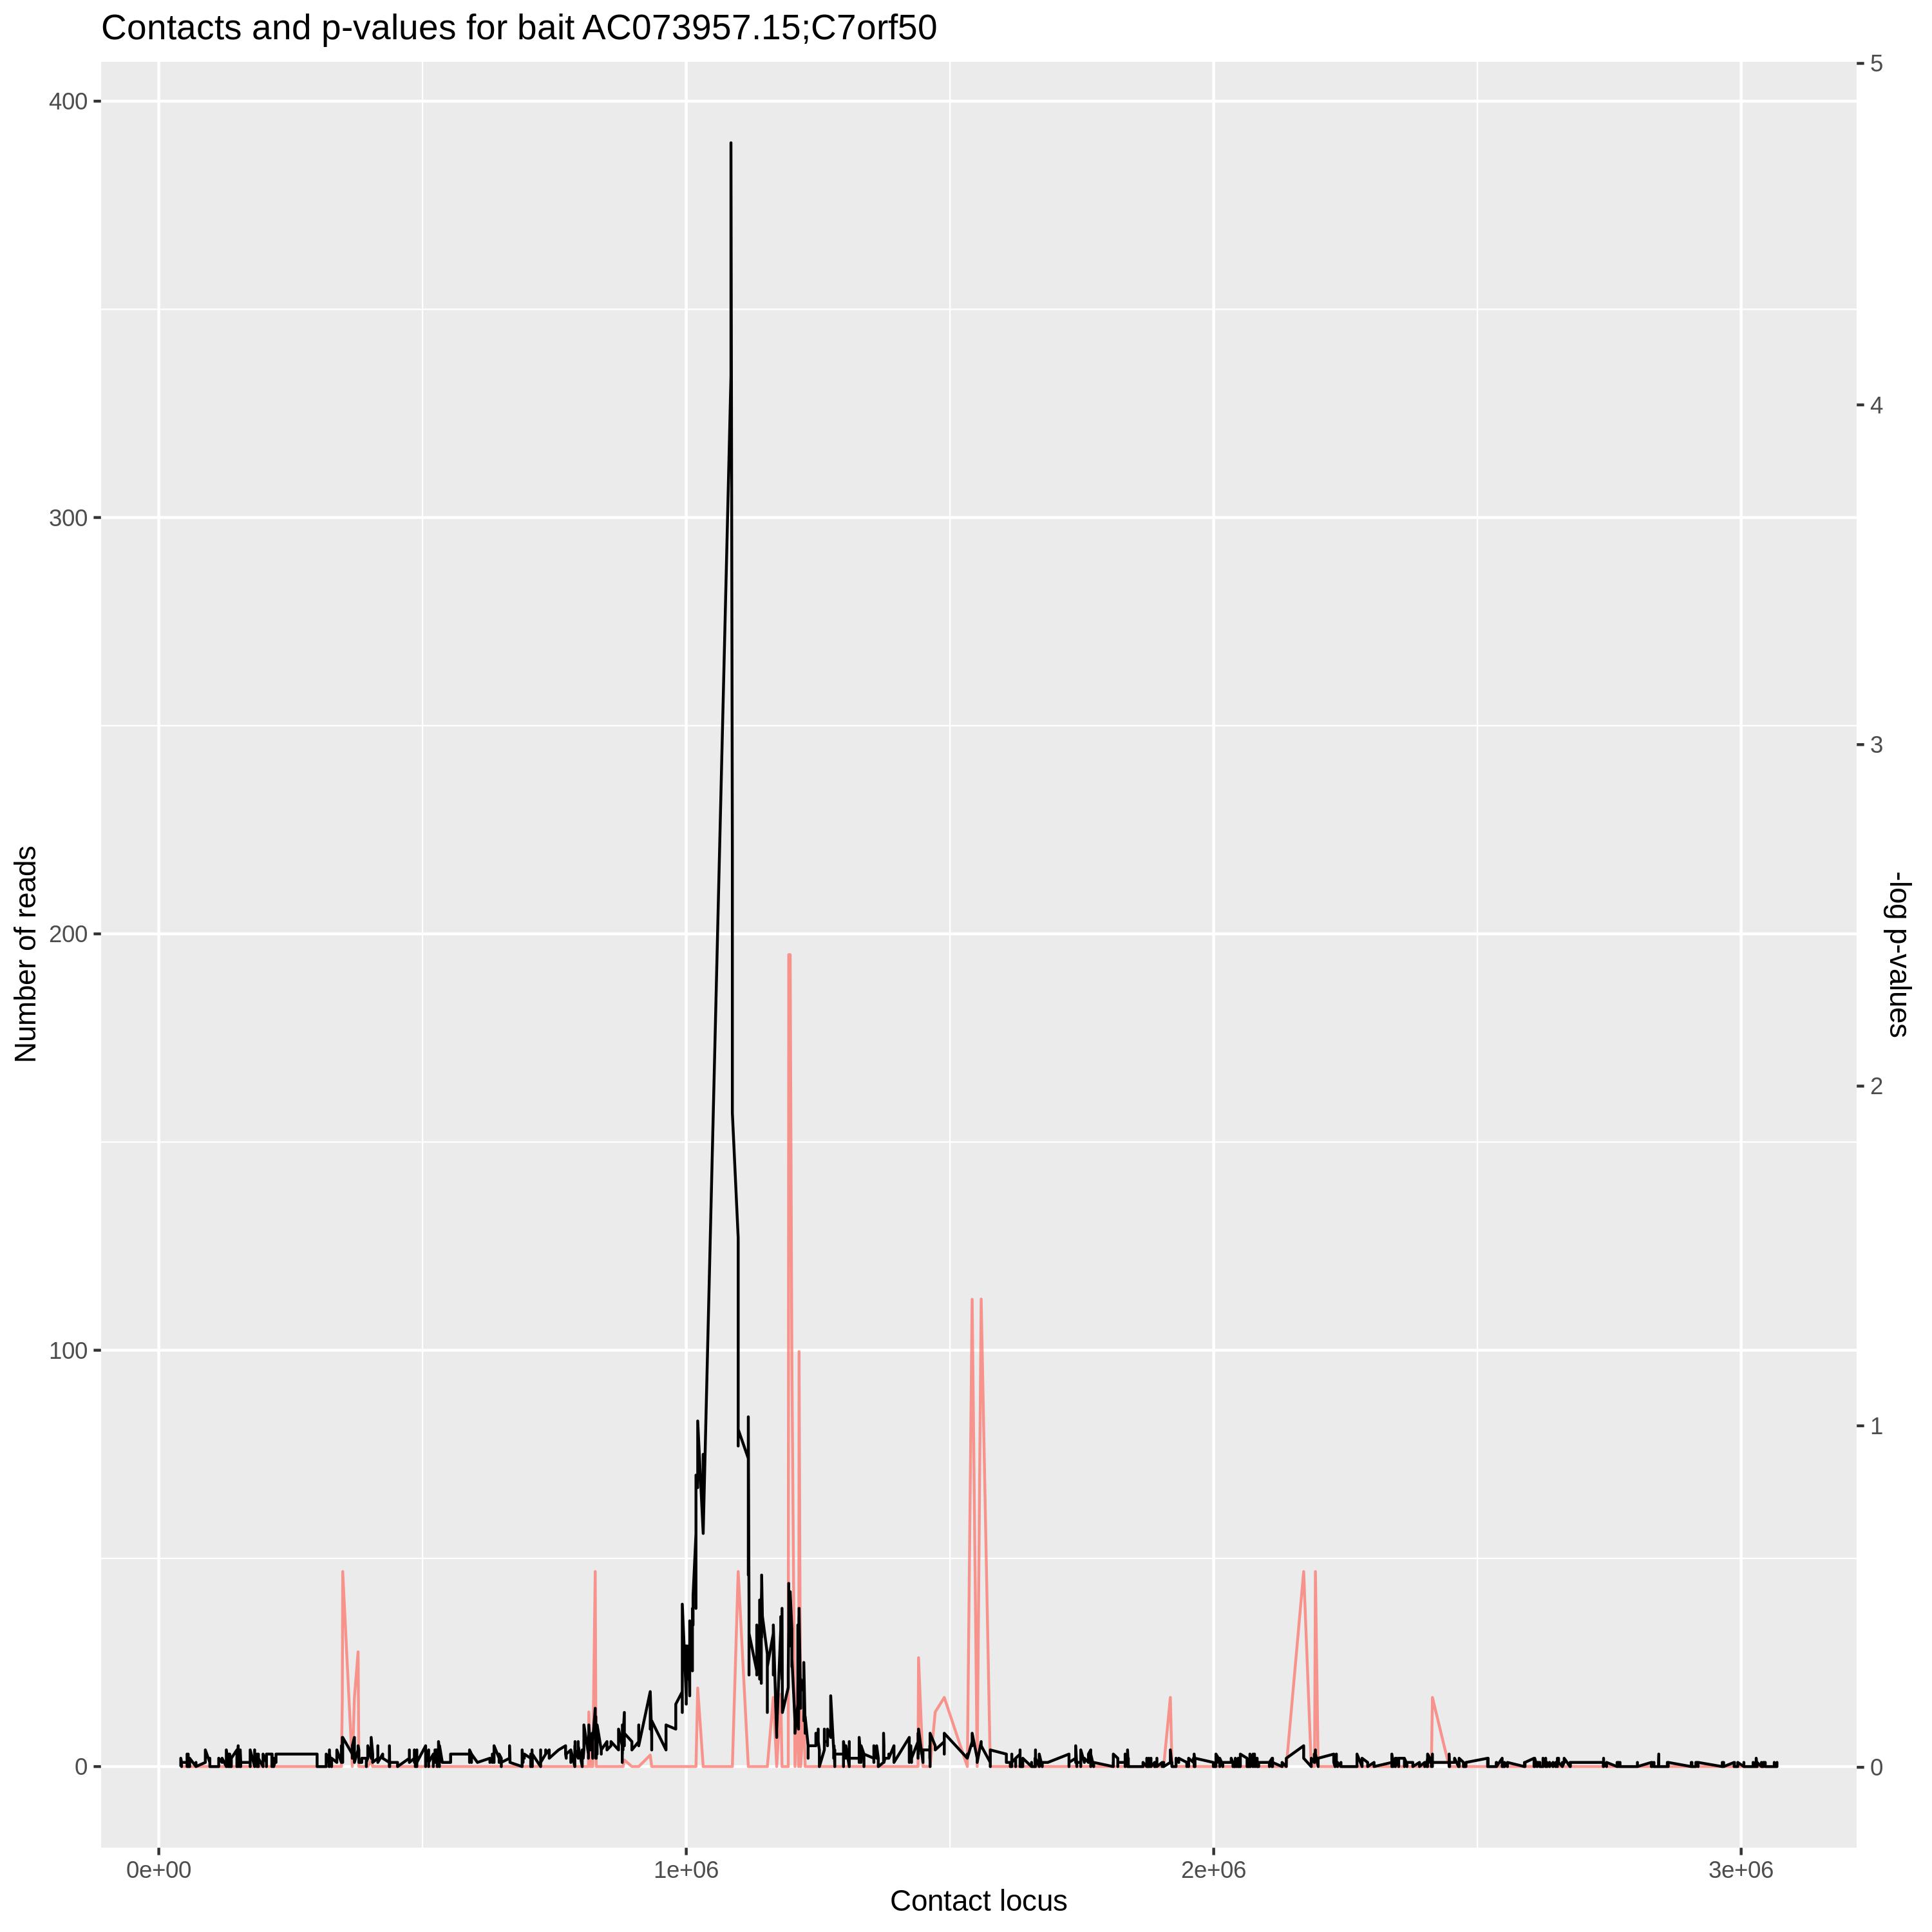 Contacts and p-values for bait AC073957.15;C7orf50
400
300
200
100
0
Number of reads
5
4
3
2
1
0
-log p-values
0e+00
1e+06
2e+06
3e+06
Contact locus